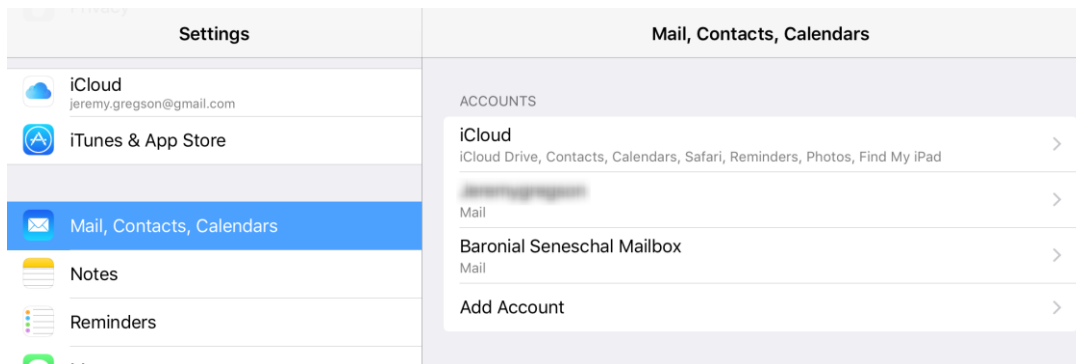 Settings
iCloud
jeremy.gregson@gmail.com
iTunes & App Store
Mail, Contacts, Calendars
Notes
Reminders
Mail, Contacts, Calendars
ACCOUNTS
iCloud
iCloud Drive, Contacts, Calendars, Safari, Reminders, Photos, Find My iPad
Mail
Baronial Seneschal Mailbox
Mail
Add Account